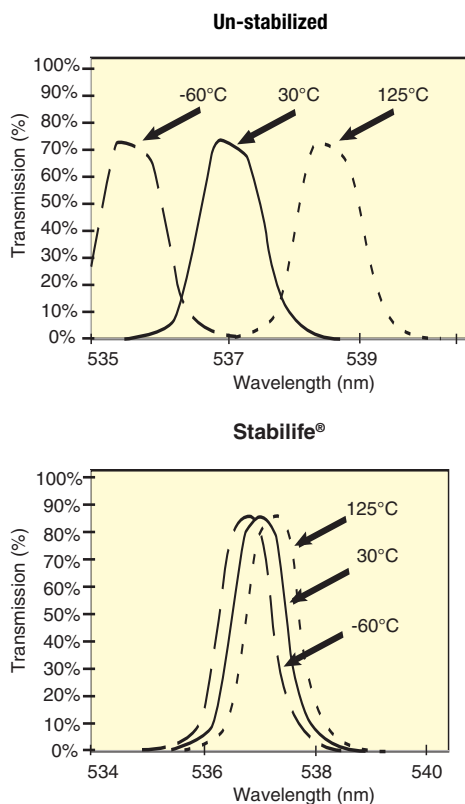 Un-stabilized
100%
90%
80%
70%
60%
50%
40%
30%
20%
10%
0%
Transmission (%)
-60°C 30°C 125°C
535 537 539
Wavelength (nm)
Stabilife®
100%
90%
80%
70%
60%
50%
40%
30%
20%
10%
0%
Transmission (%)
125°C
30°C
-60°C
534 536 538 540
Wavelength (nm)